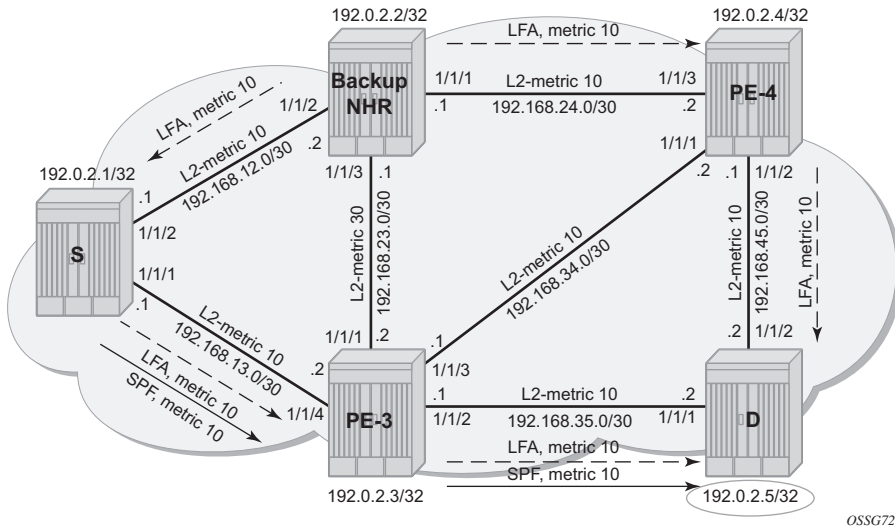 192.0.2.2/32
192.0.2.4/32
LFA, metric 10
Backup
NHR
1/1/1
L2-metric 10
1/1/3
.1
192.168.24.0/30
.2
PE-4
LFA, metric 10
1/1/2
.2
L2-metric 10
192.168.12.0/30
1/1/3
.1
1/1/1
.2
.1
1/1/2
192.0.2.1/32
.1
1/1/2
S
1/1/1
.1
L2-metric 30
192.168.23.0/30
L2-metric 10
192.168.34.0/30
L2-metric 10
192.168.45.0/30
LFA, metric 10
L2-metric 10
192.168.13.0/30
LFA, metric 10
SPF, metric 10
.2
1/1/4
1/1/1
.2
PE-3
.1
1/1/3
.1
1/1/2
L2-metric 10
192.168.35.0/30
.2
1/1/1
.2
1/1/2
D
LFA, metric 10
SPF, metric 10
192.0.2.3/32
192.0.2.5/32
OSSG727